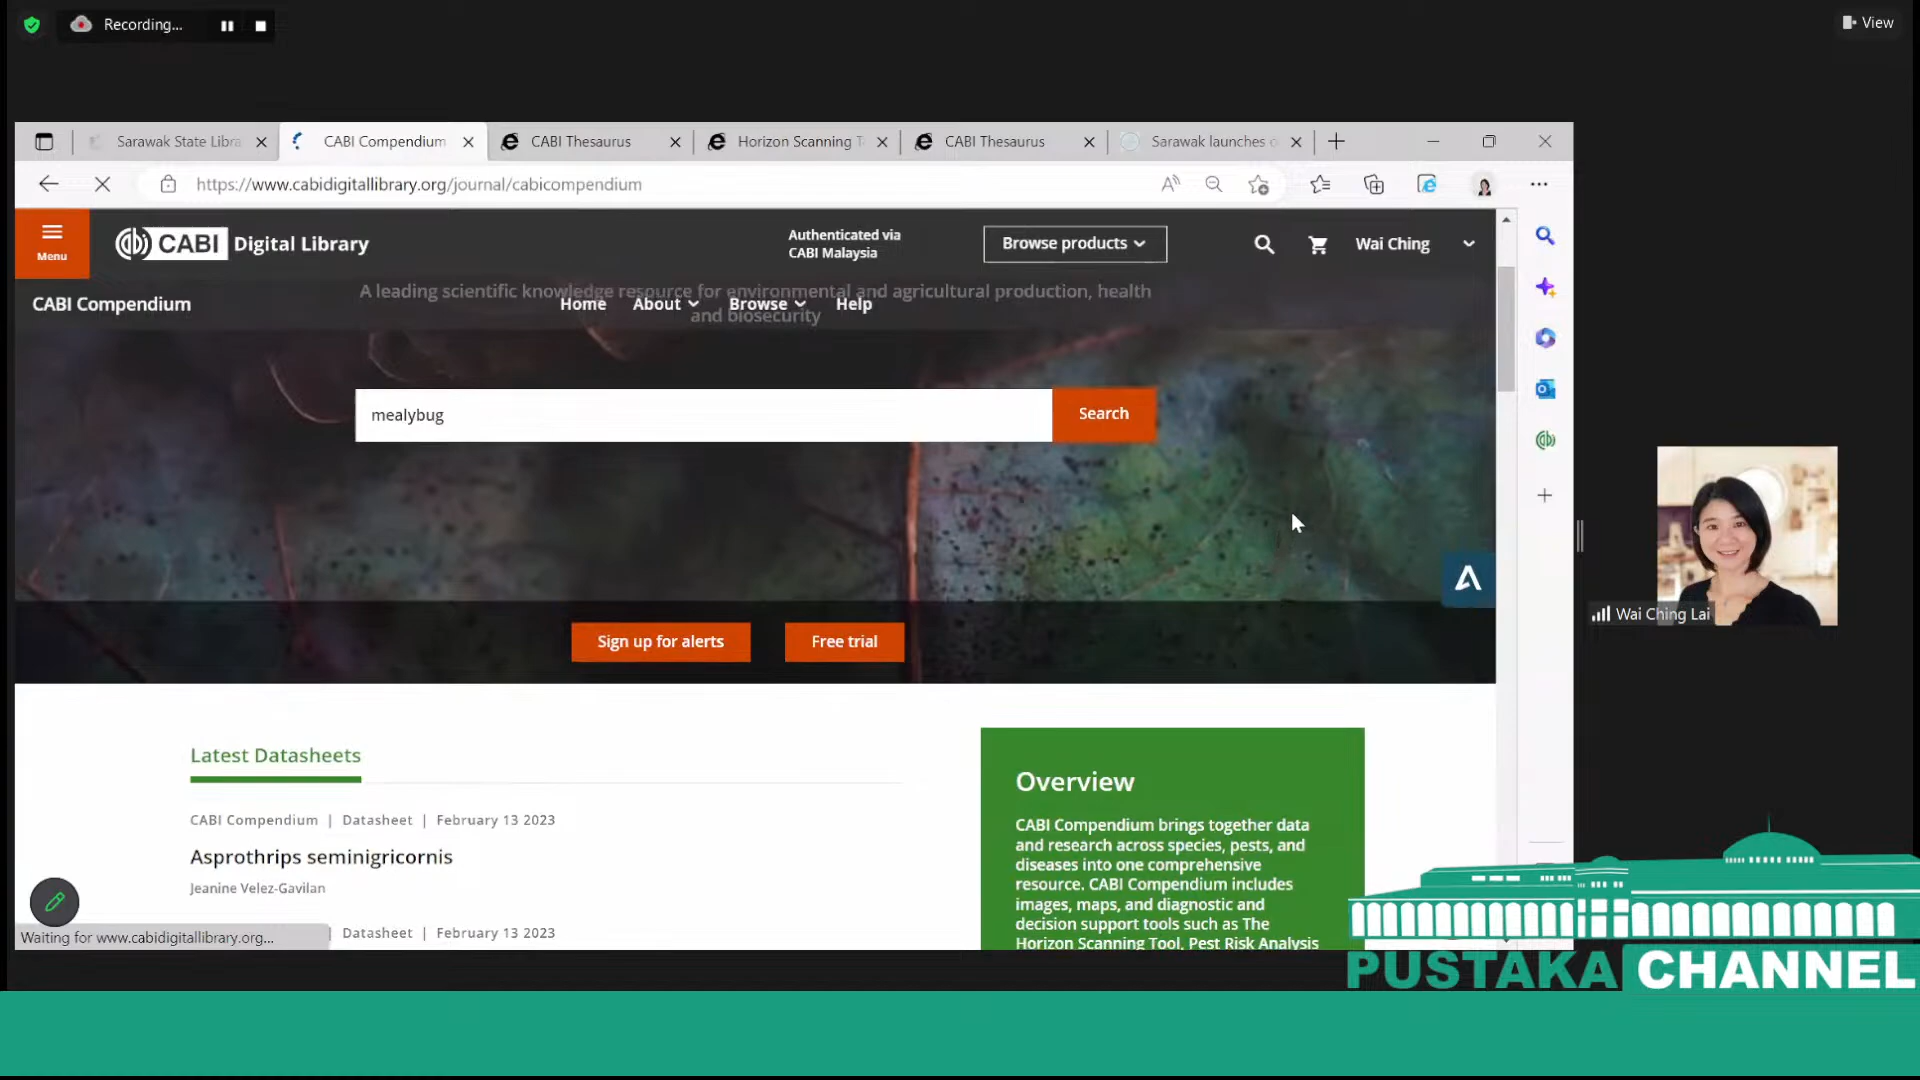 Recording...
View
Sarawak State Libra
CABI Compendium
CABI Thesaurus
Horizon Scanning T
CABI Thesaurus
Sarawak launches o
https://www.cabidigitallibrary.org/journal/cabicompendium
Menu
CABI Digital Library
Authenticated via
CABI Malaysia
Browse products
Wai Ching
A leading scientific knowledge resource for environmental and agricultural production, health
and biosecurity
CABI Compendium
Home
About
Browse
Help
mealybug
Search
Wai Ching Lai
Sign up for alerts
Free trial
Latest Datasheets
CABI Compendium | Datasheet | February 13 2023
Asprothrips seminigricornis
Jeanine Velez-Gavilan
| Datasheet | February 13 2023
Overview
CABI Compendium brings together data
and research across species, pests, and
diseases into one comprehensive
resource. CABI Compendium includes
images, maps, and diagnostic and
decision support tools such as The
Horizon Scanning Tool, Pest Risk Analysis
Waiting for www.cabidigitallibrary.org...
PUSTAKA CHANNEL